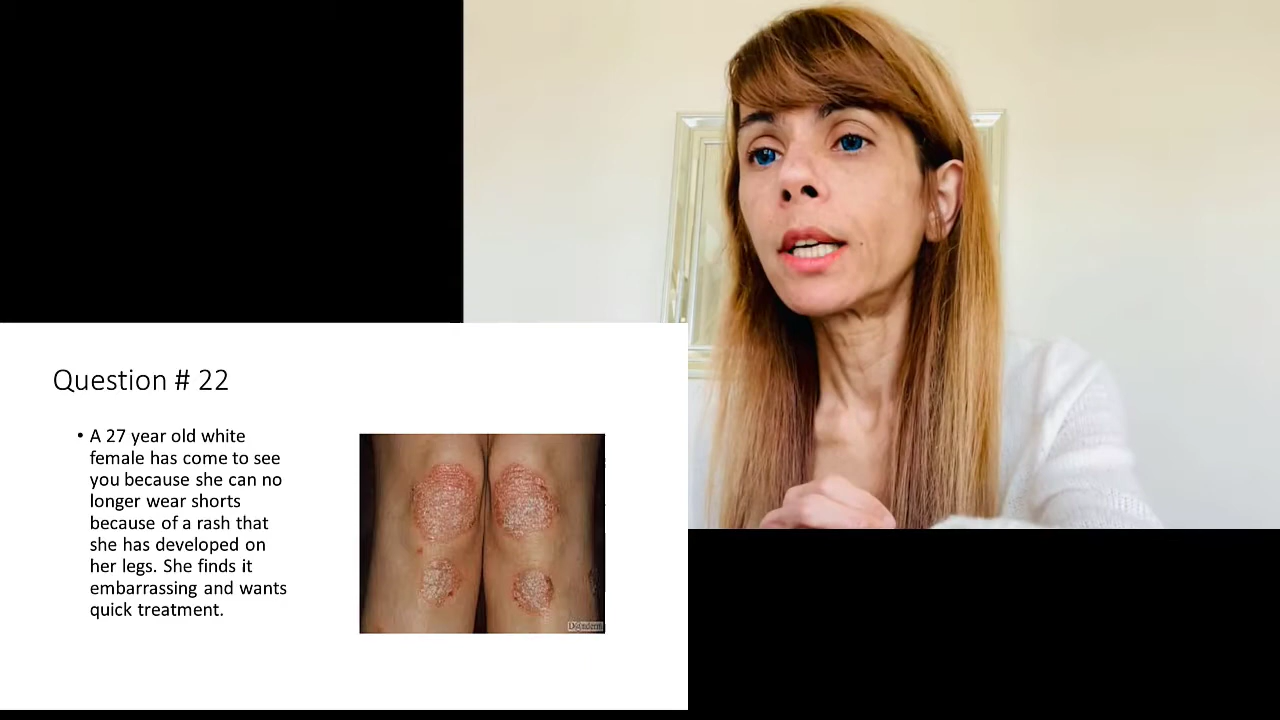 Question # 22
• A 27 year old white
female has come to see
you because she can no
longer wear shorts
because of a rash that
she has developed on
her legs. She finds it
embarrassing and wants
quick treatment.